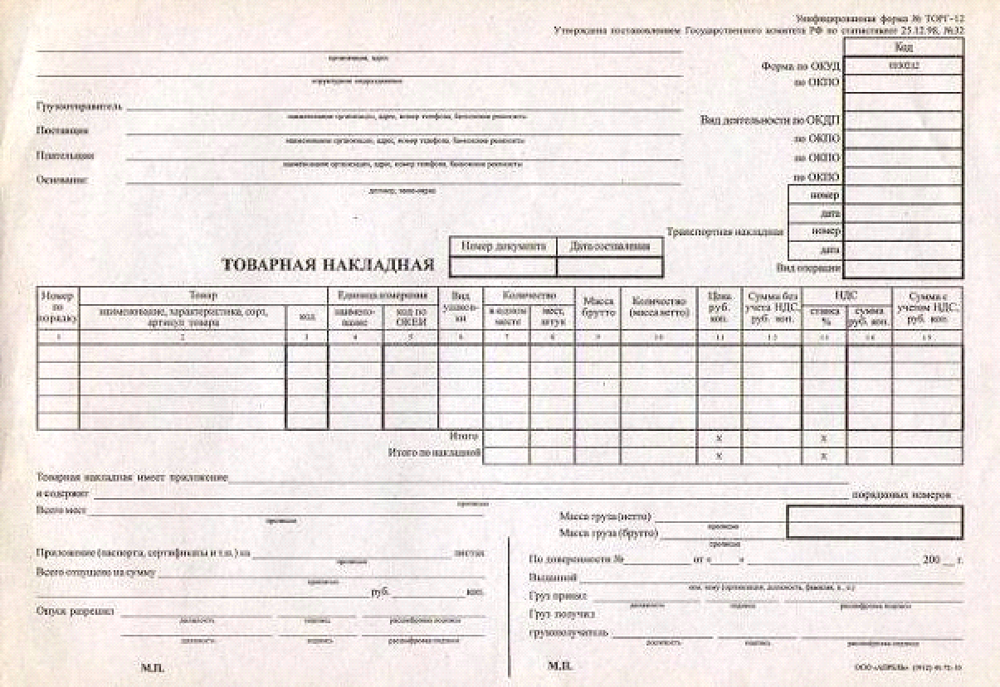 Унифицированная форма № ТОРГ-12
Утверждена постановлением Государственного комитета РФ по статистике 25.12.98, №32
Код
Форма по ОКУД 0330212
организация, адрес
по ОКПО
структурное подразделение
Грузоотправитель
наименование организации, адрес, номер телефона, банковские реквизиты
Вид деятельности по ОКДП
Поставщик по ОКПО
наименование организации, адрес, номер телефона, банковские реквизиты
Плательщик по ОКПО
наименование организации, адрес, номер телефона, банковские реквизиты
Основание: по ОКПО
договор, заказ-наряд
номер
дата
Транспортная накладная номер
дата
Вид операции
Номер документа Дата составления
ТОВАРНАЯ НАКЛАДНАЯ
Номер по порядку Товар Единица измерения Вид упаков-ки Количество Масса брутто Количество (масса нетто) Цена руб. коп. Сумма без учета НДС, руб. коп. НДС Сумма с учетом НДС, руб. коп.
наименование, характеристика, сорт, артикул товара код наимено-вание код по ОКЕИ в одном месте мест, штук ставка % сумма руб. коп.
1 2 3 4 5 6 7 8 9 10 11 12 13 14 15
Итого х х
Итого по накладной х х
Товарная накладная имеет приложение
и содержит порядковых номеров
прописью
Всего мест
прописью
Масса груза (нетто)
прописью
Масса груза (брутто)
прописью
Приложение (паспорта, сертификаты и т.п.) на листах
прописью
Всего отпущено на сумму
прописью
руб. коп.
Отпуск разрешил
должность подпись расшифровка подписи
должность подпись расшифровка подписи
М.П.
По доверенности № от « » 200 г.
Выданной
кем, кому (организация, должность, фамилия, и., о.)
Груз принял
должность подпись расшифровка подписи
Груз получил
грузополучатель
должность подпись расшифровка подписи
М.П.
ООО «АПРЕЛЬ»